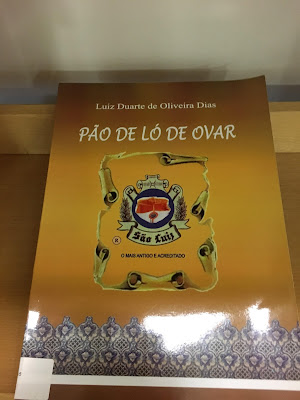 Luiz Duarte de Oliveira Dias
PÃO DE LÓ DE OVAR
São Luiz
®
O MAIS ANTIGO E ACREDITADO